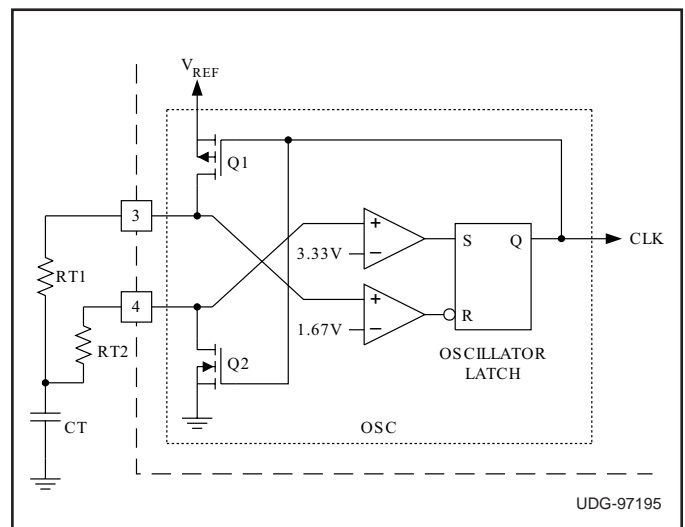 VREF
Q1
3
+
S Q
CLK
3.33V
−
RT1
4
+
R
1.67V
−
RT2
Q2
OSCILLATOR
LATCH
CT
OSC
UDG-97195